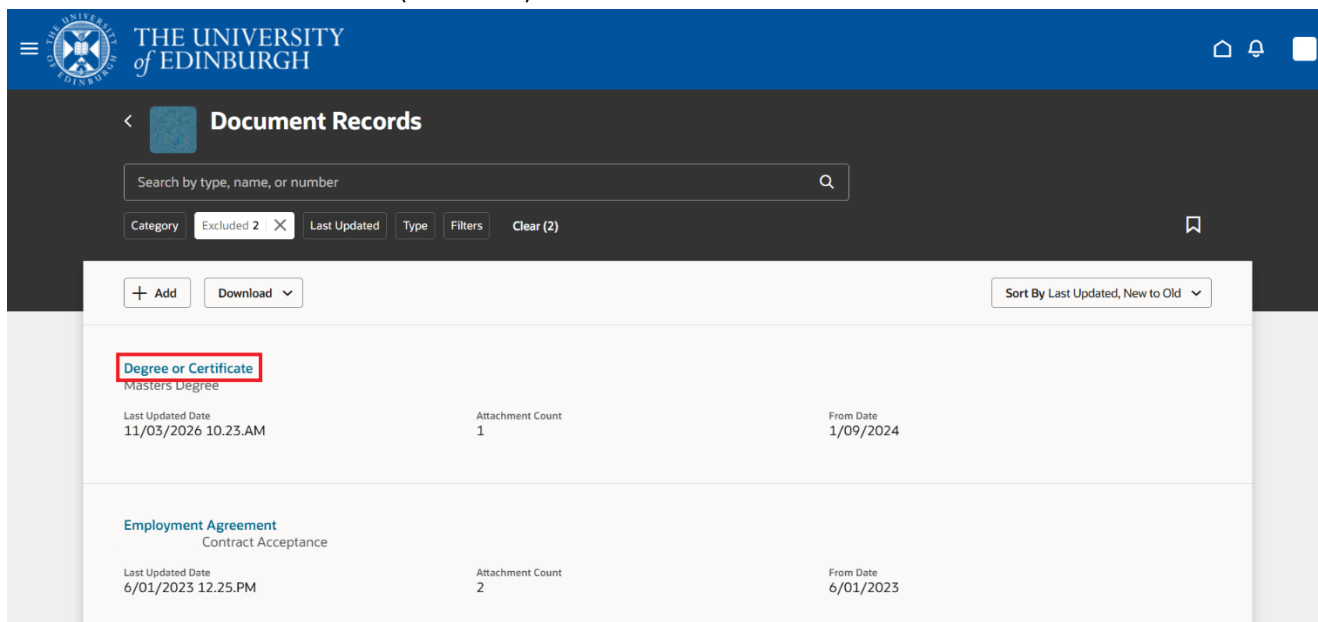 THE UNIVERSITY
of EDINBURGH
Document Records
Search by type, name, or number
Category Excluded 2 Last Updated Type Filters Clear (2)
+ Add Download Sort By Last Updated, New to Old
Degree or Certificate
Masters Degree
Last Updated Date Attachment Count From Date
11/03/2026 10.23.AM 1 1/09/2024
Employment Agreement
Contract Acceptance
Last Updated Date Attachment Count From Date
6/01/2023 12.25.PM 2 6/01/2023